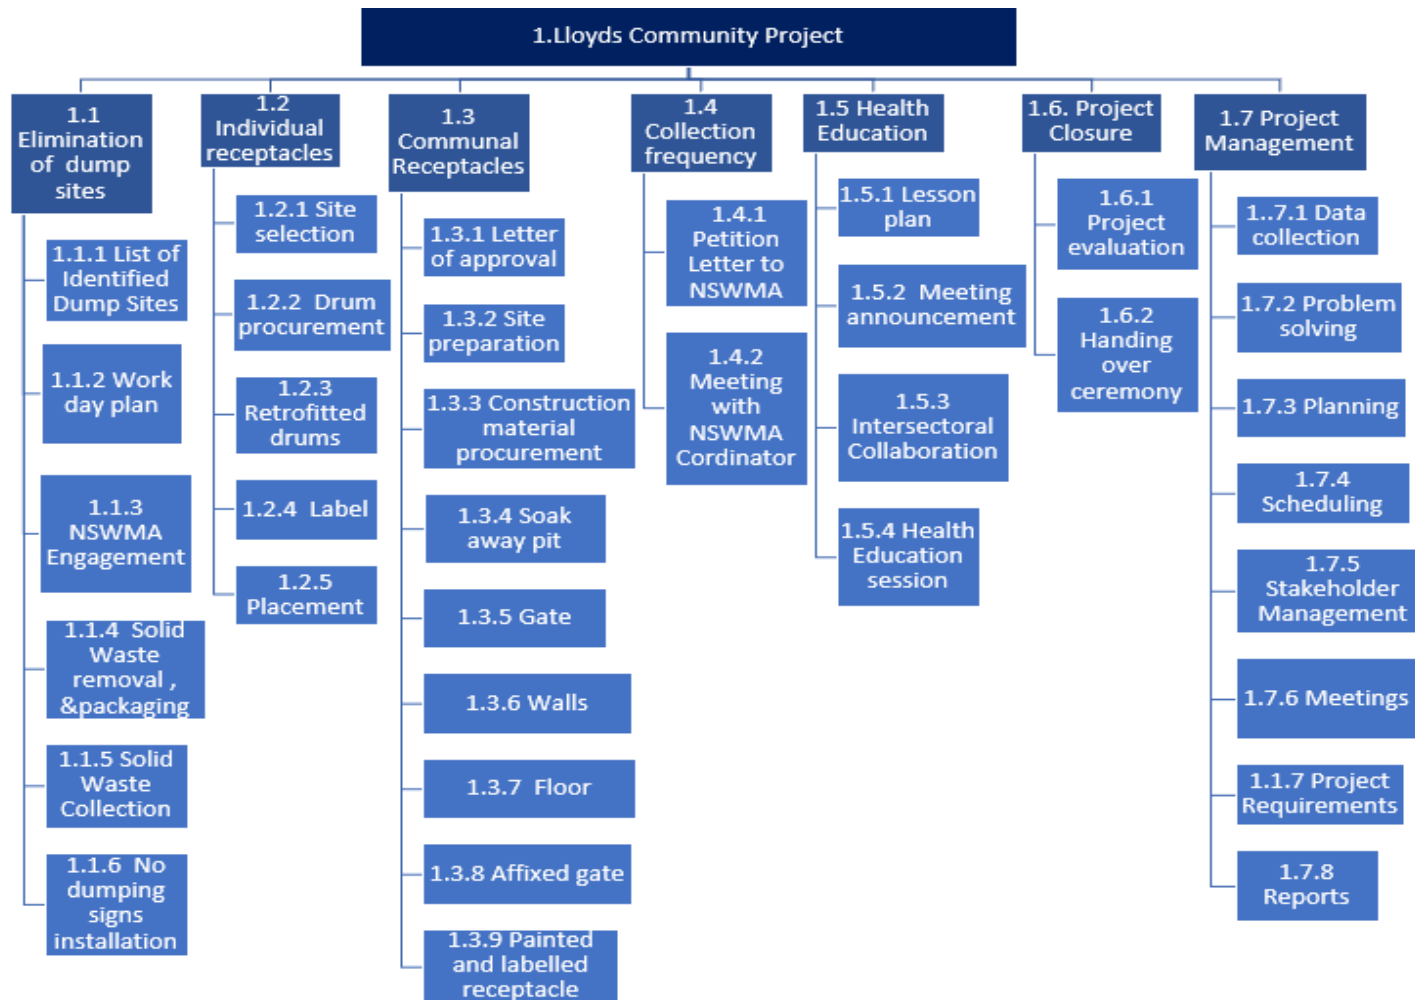 1.Lloyds Community Project
1.1
Elimination
of dump
sites
1.1.1 List of
Identified
Dump Sites
1.1.2 Work
day plan
1.1.3
NSWMA
Engagement
1.1.4 Solid
Waste
removal ,
&packaging
1.1.5 Solid
Waste
Collection
1.1.6 No
dumping
signs
installation
1.2
Individual
receptacles
1.2.1 Site
selection
1.2.2 Drum
procurement
1.2.3
Retrofitted
drums
1.2.4 Label
1.2.5
Placement
1.3
Communal
Receptacles
1.3.1 Letter
of approval
1.3.2 Site
preparation
1.3.3 Construction
material
procurement
1.3.4 Soak
away pit
1.3.5 Gate
1.3.6 Walls
1.3.7 Floor
1.3.8 Affixed gate
1.3.9 Painted
and labelled
receptacle
1.4
Collection
frequency
1.4.1
Petition
Letter to
NSWMA
1.4.2
Meeting
with
NSWMA
Cordinator
1.5 Health
Education
1.5.1 Lesson
plan
1.5.2 Meeting
announcement
1.5.3
Intersectoral
Collaboration
1.5.4 Health
Education
session
1.6. Project
Closure
1.6.1
Project
evaluation
1.6.2
Handing
over
ceremony
1.7 Project
Management
1..7.1 Data
collection
1.7.2 Problem
solving
1.7.3 Planning
1.7.4
Scheduling
1.7.5
Stakeholder
Management
1.7.6 Meetings
1.1.7 Project
Requirements
1.7.8
Reports